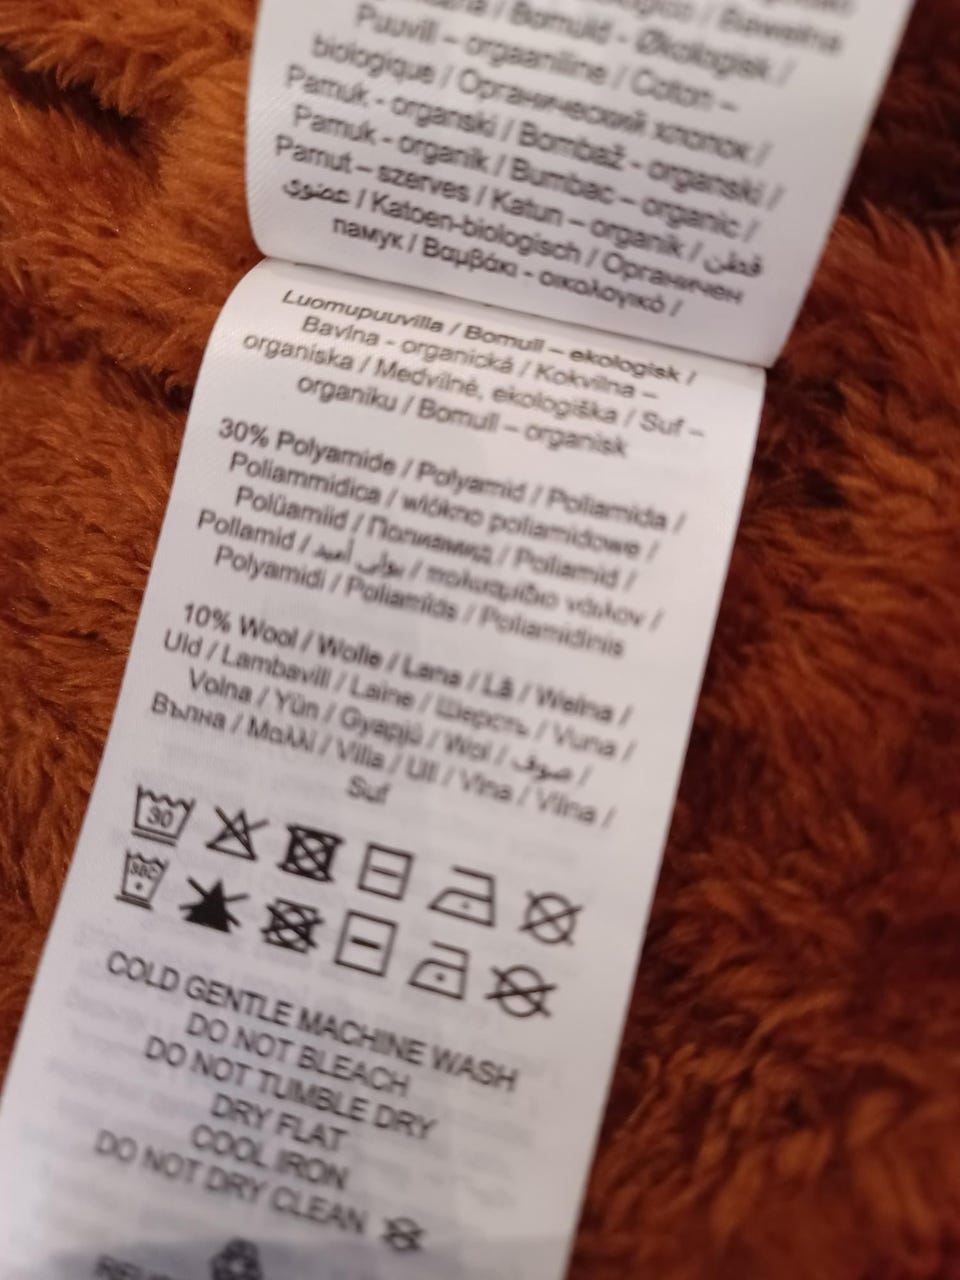 / Bomuld - Økologisk /
Puuvill – orgaaniline / Coton –
biologique / Органический хлопок /
Pamuk - organski / Bombaž - organski /
Pamuk - organik / Bumbac – organic /
Pamut – szerves / Katun – organik / قطن
عضوي / Katoen-biologisch / Органичен
памук / Βαμβάκι - οικολογικό /
Luomupuuvilla / Bomull – ekologisk /
Bavlna - organická / Kokvilna –
organiska / Medvilnė, ekologiška / Suf –
organiku / Bomull – organisk
30% Polyamide / Polyamid / Poliamida /
Poliammidica / włókno poliamidowe /
Polüamiid / Полиамид / Poliamid /
Poliamid / بولي أميد / πολυαμίδιο νάιλον /
Polyamidi / Poliamīds / Poliamidinis
10% Wool / Wolle / Lana / Lã / Wełna /
Uld / Lambavill / Laine / Шерсть / Vuna /
Volna / Yün / Gyapjú / Wol / صوف /
Вълна / Μαλλί / Villa / Ull / Vlna / Vilna /
Suf
30
COLD GENTLE MACHINE WASH
DO NOT BLEACH
DO NOT TUMBLE DRY
DRY FLAT
COOL IRON
DO NOT DRY CLEAN